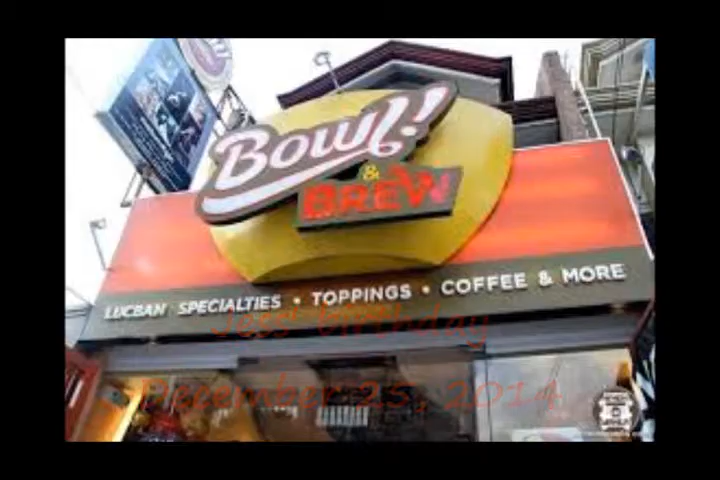 Bowl!
& BREW
LUCBAN SPECIALTIES • TOPPINGS • COFFEE & MORE
Jess' birthday
December 25, 2014